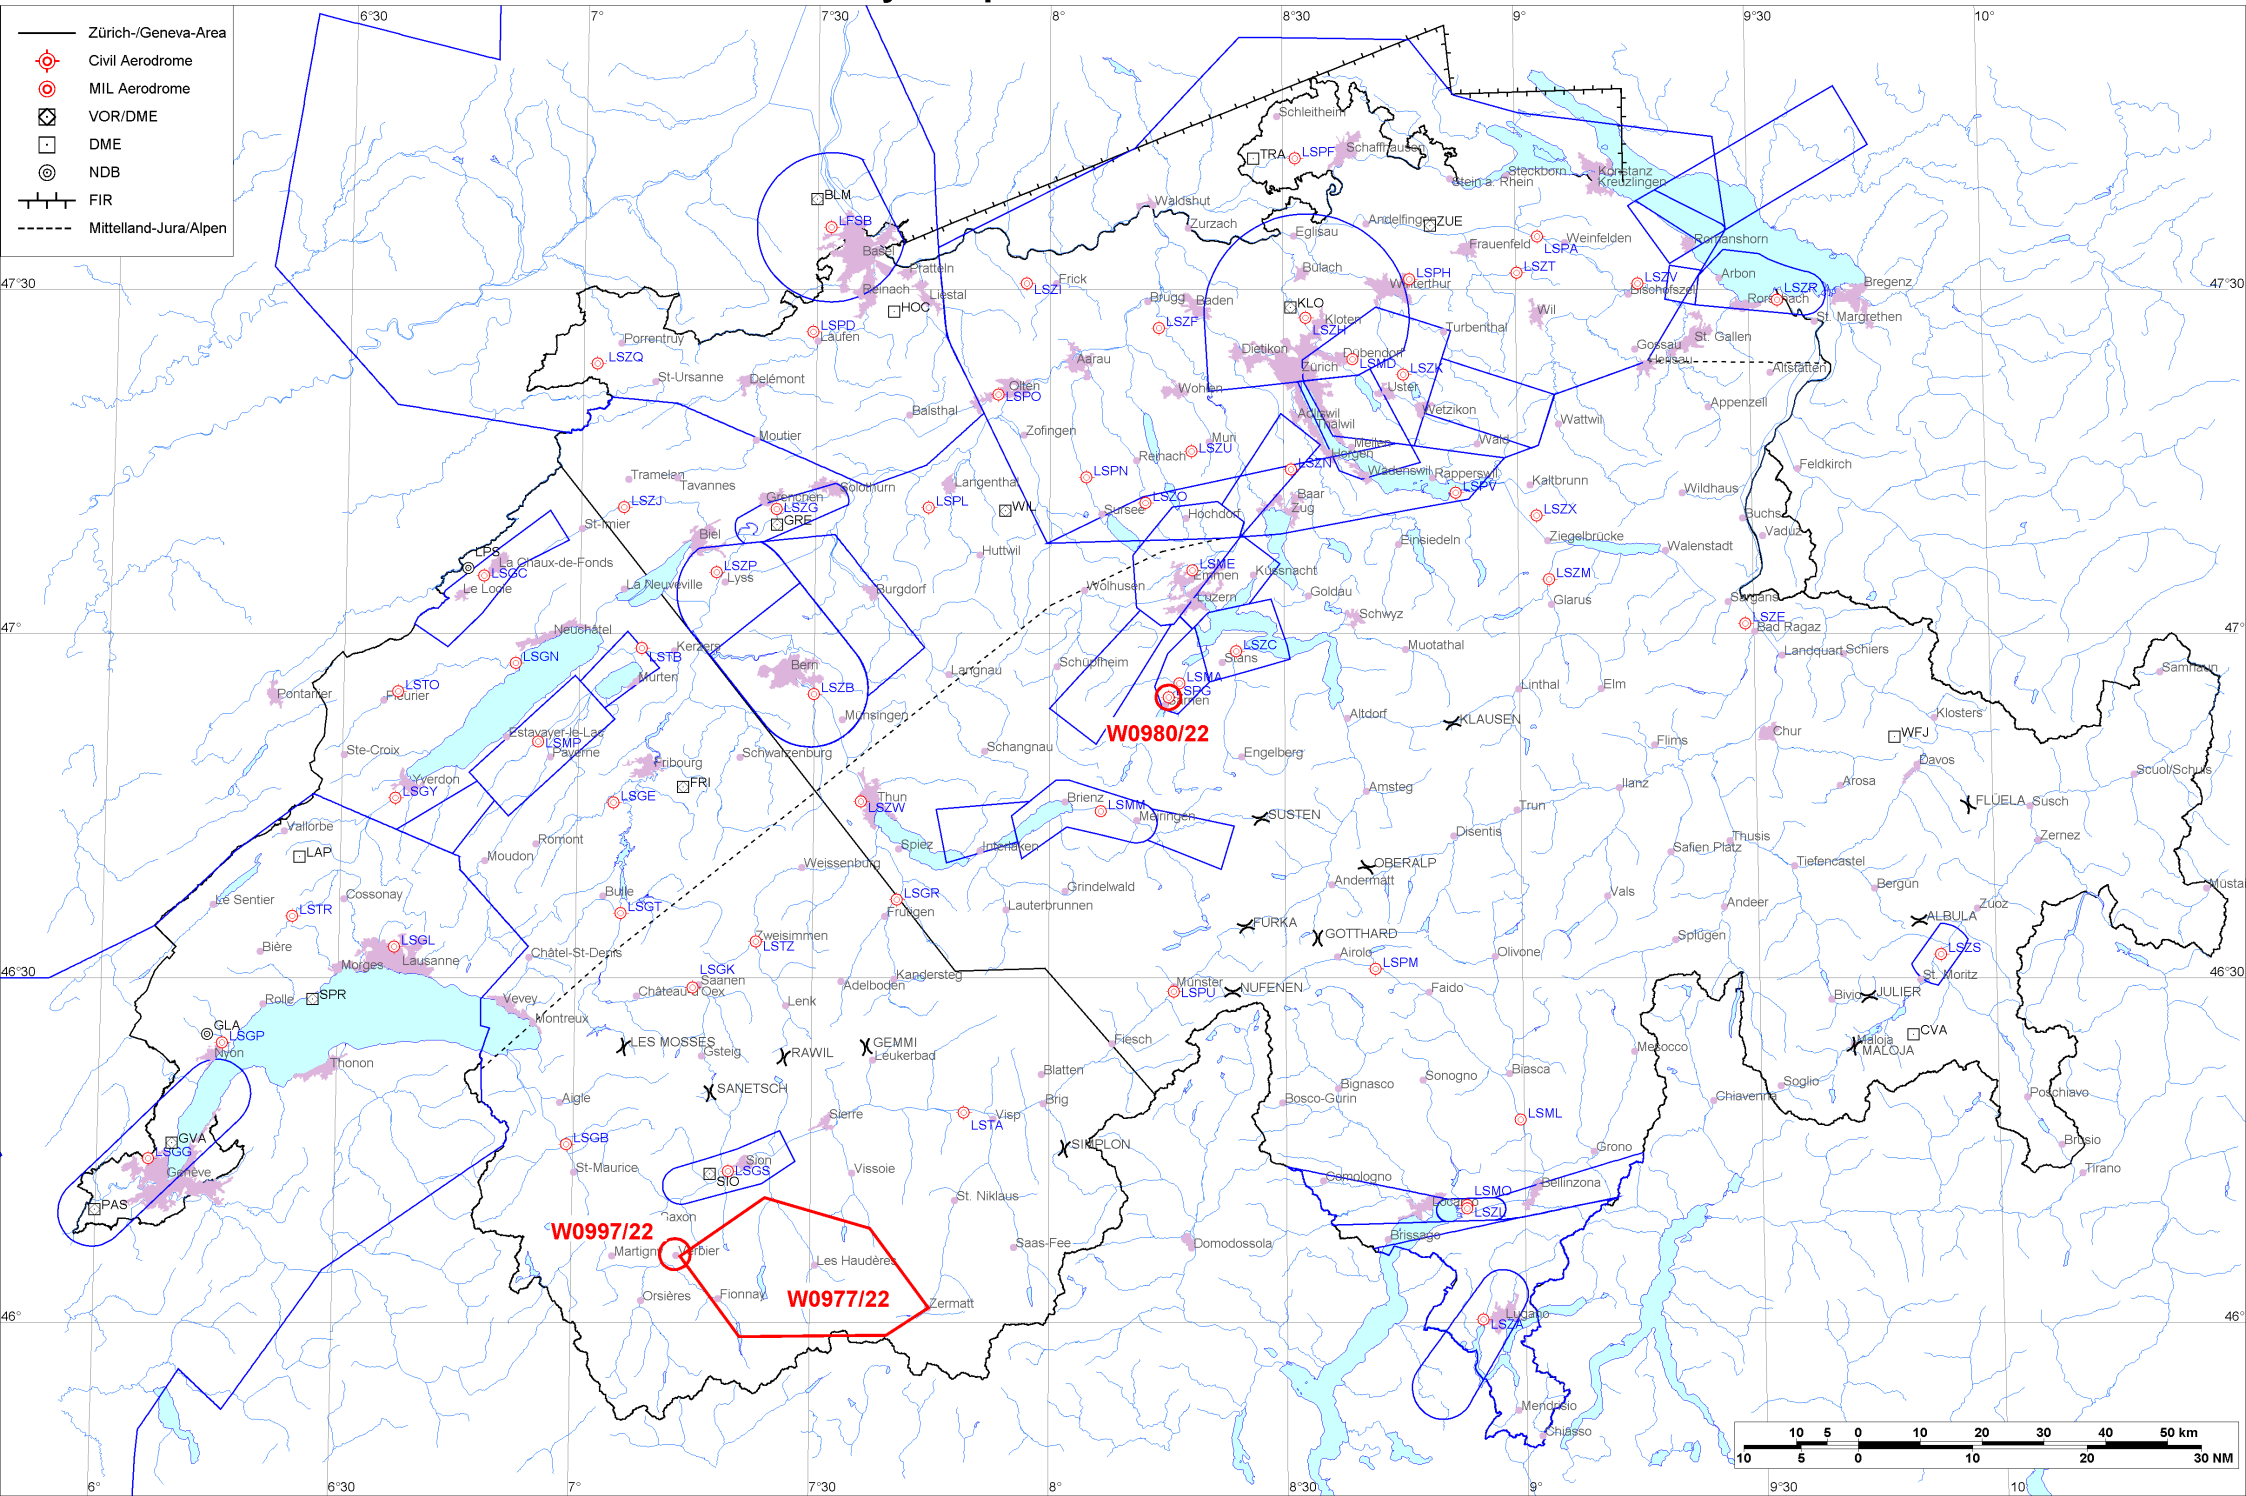 6°30
7°
7°30
8°
8°30
9°
9°30
10°
Zürich-/Geneva-Area
Civil Aerodrome
MIL Aerodrome
VOR/DME
DME
NDB
FIR
Mittelland-Jura/Alpen
Schleitheim
TRA
LSPF
Schaffhausen
Stein a. Rhein
Steckborn
Konstanz
Kreuzlingen
BLM
LFSB
Basel
Waldshut
Zurzach
Eglisau
Andelfingen
ZUE
Frauenfeld
LSPA
Weinfelden
Romanshorn
Pratteln
Reinach
Liestal
HOC
LSZI
Frick
Bülach
LSPH
Winterthur
LSZT
LSZV
Bischofszell
Arbon
LSZR
Rorschach
Bregenz
47°30
47°30
St. Margrethen
Brugg
Baden
KLO
Kloten
LSZH
LSZF
Wil
Turbenthal
LSPD
Laufen
Porrentruy
LSZQ
St-Ursanne
Delémont
Aarau
Dietikon
Zürich
Dübendorf
LSMD
LSZK
Uster
Gossau
Herisau
St. Gallen
Altstätten
Olten
LSPO
Balsthal
Wohlen
Wetzikon
Appenzell
Adliswil
Thalwil
Wattwil
Moutier
Zofingen
Muri
LSZU
Reinach
Meilen
Horgen
Wald
Tramelan
Tavannes
LSPN
LSZN
Wädenswil
Rapperswil
LSPV
Kaltbrunn
Feldkirch
Wildhaus
Grenchen
Solothurn
LSZG
GRE
LSZJ
St-Imier
Langenthal
LSPL
WIL
LSZO
Sursee
Hochdorf
Baar
Zug
LSZX
Buchs
Vaduz
Biel
LPS
La Chaux-de-Fonds
LSGC
Le Locle
LSZP
Lyss
La Neuveville
Huttwil
Burgdorf
Wolhusen
LSME
Emmen
Luzern
Küssnacht
Goldau
Einsiedeln
Ziegelbrücke
Walenstadt
LSZM
Glarus
Schwyz
Sargans
LSZE
Bad Ragaz
47°
47°
Neuchâtel
LSGN
LSTB
Kerzers
Murten
Bern
LSZB
Langnau
Schüpfheim
LSZC
Stans
LSMA
LSPG
Sarnen
Muotathal
Landquart
Schiers
Samnaun
Pontarlier
LSTO
Fleurier
Linthal
Elm
Münsingen
W0980/22
Altdorf
KLAUSEN
Klosters
WFJ
Chur
Flims
Davos
Estavayer-le-Lac
LSMP
Payerne
Ste-Croix
Yverdon
LSGY
Fribourg
FRI
LSGE
Schwarzenburg
Schangnau
Engelberg
Scuol/Schuls
Arosa
Ilanz
FLÜELA
Susch
Thun
LSZW
Brienz
LSMM
Meiringen
SUSTEN
Amsteg
Trun
Vallorbe
LAP
Romont
Moudon
Spiez
Interlaken
Disentis
Safien Platz
Thusis
Tiefencastel
Zernez
OBERALP
Weissenburg
LSGR
Frutigen
Grindelwald
Lauterbrunnen
Andermatt
Vals
Andeer
Bergun
Müstair
Le Sentier
Cossonay
LSTR
Bulle
LSGT
Zweisimmen
LSTZ
FURKA
GOTTHARD
Airolo
Olivone
Splügen
ALBULA
Zuoz
LSZS
St. Moritz
Bière
LSGL
Lausanne
Morges
Châtel-St-Denis
46°30
46°30
LSGK
Saanen
Château-d'Oex
Adelboden
Kandersteg
Münster
LSPU
NUFENEN
LSPM
Faido
Bivio
JULIER
Rolle
SPR
Vevey
Montreux
Lenk
GLA
LSGP
Nyon
Thonon
LES MOSSES
Gsteig
RAWIL
GEMMI
Leukerbad
Fiesch
Mesocco
CVA
Maloja
MALOJA
Aigle
SANETSCH
Blatten
Brig
Bignasco
Sonogno
Biasca
Soglio
Chiavenna
Poschiavo
Sierre
LSTA
Visp
Bosco-Gurin
LSML
GVA
LSGG
Genève
LSGB
St-Maurice
Sion
LSGS
SIO
Vissoie
SIMPLON
Grono
Brusio
Tirano
PAS
St. Niklaus
Comologno
LSMO
Locarno
LSZL
Bellinzona
Saxon
W0997/22
Martigny
Verbier
Les Haudères
Saas-Fee
Domodossola
Brissago
Orsières
Fionnay
W0977/22
Zermatt
46°
46°
Lugano
LSZA
Mendrisio
Chiasso
10 5 0 10 20 30 40 50 km
10 5 0 10 20 30 NM
6°
6°30
7°
7°30
8°
8°30
9°
9°30
10°